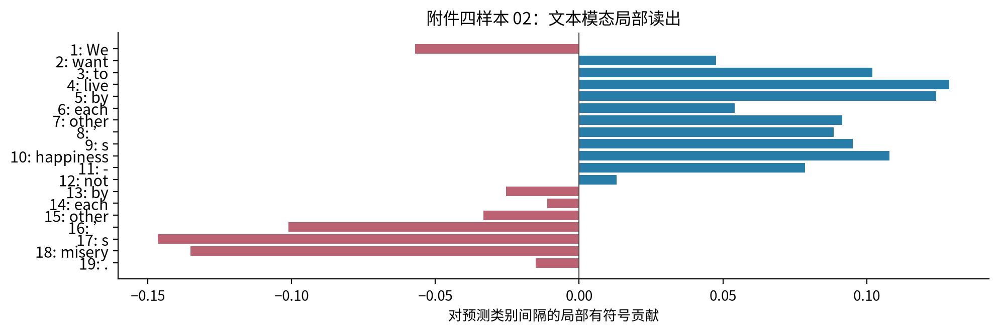 附件四样本 02：文本模态局部读出
1: We
2: want
3: to
4: live
5: by
6: each
7: other
8: ’
9: s
10: happiness
11: -
12: not
13: by
14: each
15: other
16: ’
17: s
18: misery
19: .
−0.15 −0.10 −0.05 0.00 0.05 0.10
对预测类别间隔的局部有符号贡献